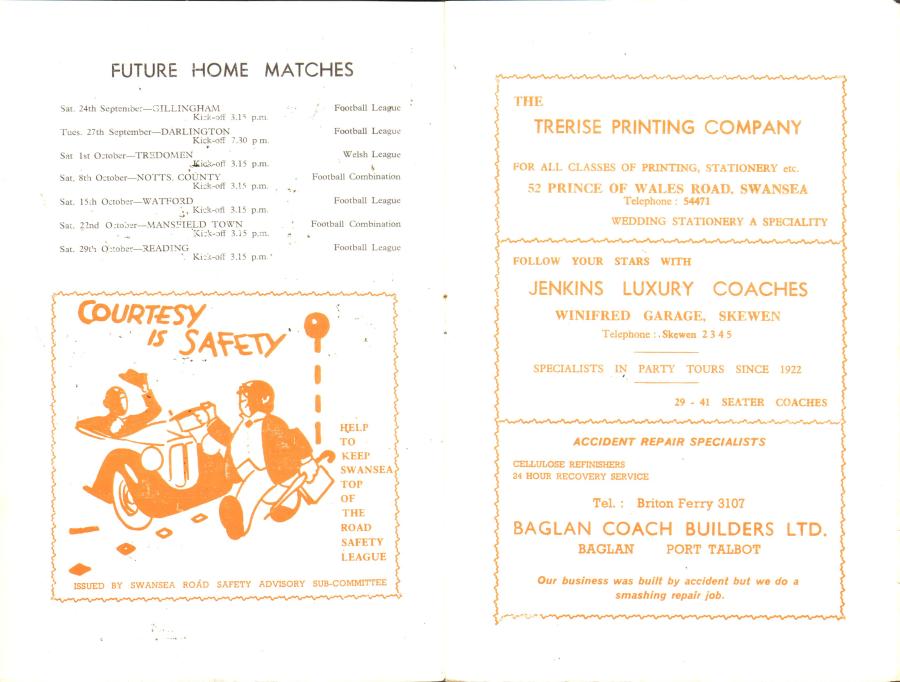 FUTURE HOME MATCHES
Sat. 24th September—GILLINGHAM Football League
Kick-off 3.15 p.m.
Tues. 27th September—DARLINGTON Football League
Kick-off 7.30 p.m.
Sat 1st October—TREDOMEN Welsh League
Kick-off 3.15 p.m.
Sat. 8th October—NOTTS. COUNTY Football Combination
Kick-off 3.15 p.m.
Sat. 15th October—WATFORD Football League
Kick-off 3.15 p.m.
Sat. 22nd October—MANSFIELD TOWN Football Combination
Kick-off 3.15 p.m.
Sat. 29th October—READING Football League
Kick-off 3.15 p.m.
COURTESY
IS SAFETY
HELP
TO
KEEP
SWANSEA
TOP
OF
THE
ROAD
SAFETY
LEAGUE
ISSUED BY SWANSEA ROAD SAFETY ADVISORY SUB-COMMITTEE
THE
TRERISE PRINTING COMPANY
FOR ALL CLASSES OF PRINTING, STATIONERY etc.
52 PRINCE OF WALES ROAD. SWANSEA
Telephone : 54471
WEDDING STATIONERY A SPECIALITY
FOLLOW YOUR STARS WITH
JENKINS LUXURY COACHES
WINIFRED GARAGE, SKEWEN
Telephone : Skewen 2345
SPECIALISTS IN PARTY TOURS SINCE 1922
29 - 41 SEATER COACHES
ACCIDENT REPAIR SPECIALISTS
CELLULOSE REFINISHERS
24 HOUR RECOVERY SERVICE
Tel. : Briton Ferry 3107
BAGLAN COACH BUILDERS LTD.
BAGLAN PORT TALBOT
Our business was built by accident but we do a
smashing repair job.